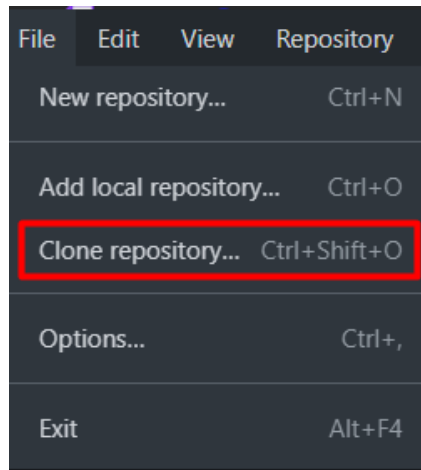 File Edit View Repository
New repository... Ctrl+N
Add local repository... Ctrl+O
Clone repository... Ctrl+Shift+O
Options... Ctrl+,
Exit Alt+F4